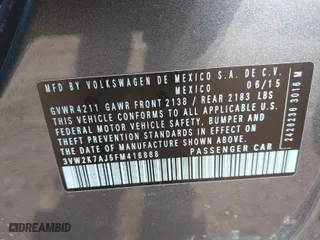 MFD BY VOLKSWAGEN DE MEXICO S.A. DE C.V.
MEXICO 06/15
GVWR 4211 GAWR FRONT 2138 / REAR 2183 LBS
THIS VEHICLE CONFORMS TO ALL APPLICABLE U.S.
FEDERAL MOTOR VEHICLE SAFETY, BUMPER AND
THEFT PREVENTION STANDARDS IN EFFECT ON THE
DATE OF MANUFACTURE SHOWN ABOVE.
3VW2K7AJ5FM416888 PASSENGER CAR
2428236 3016 M